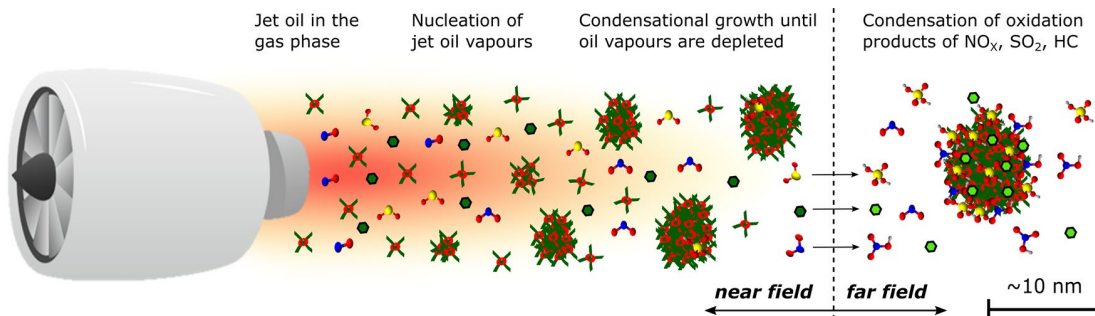 Jet oil in the
gas phase
Nucleation of
jet oil vapours
Condensational growth until
oil vapours are depleted
Condensation of oxidation
products of NOX, SO2, HC
near field
far field
~10 nm